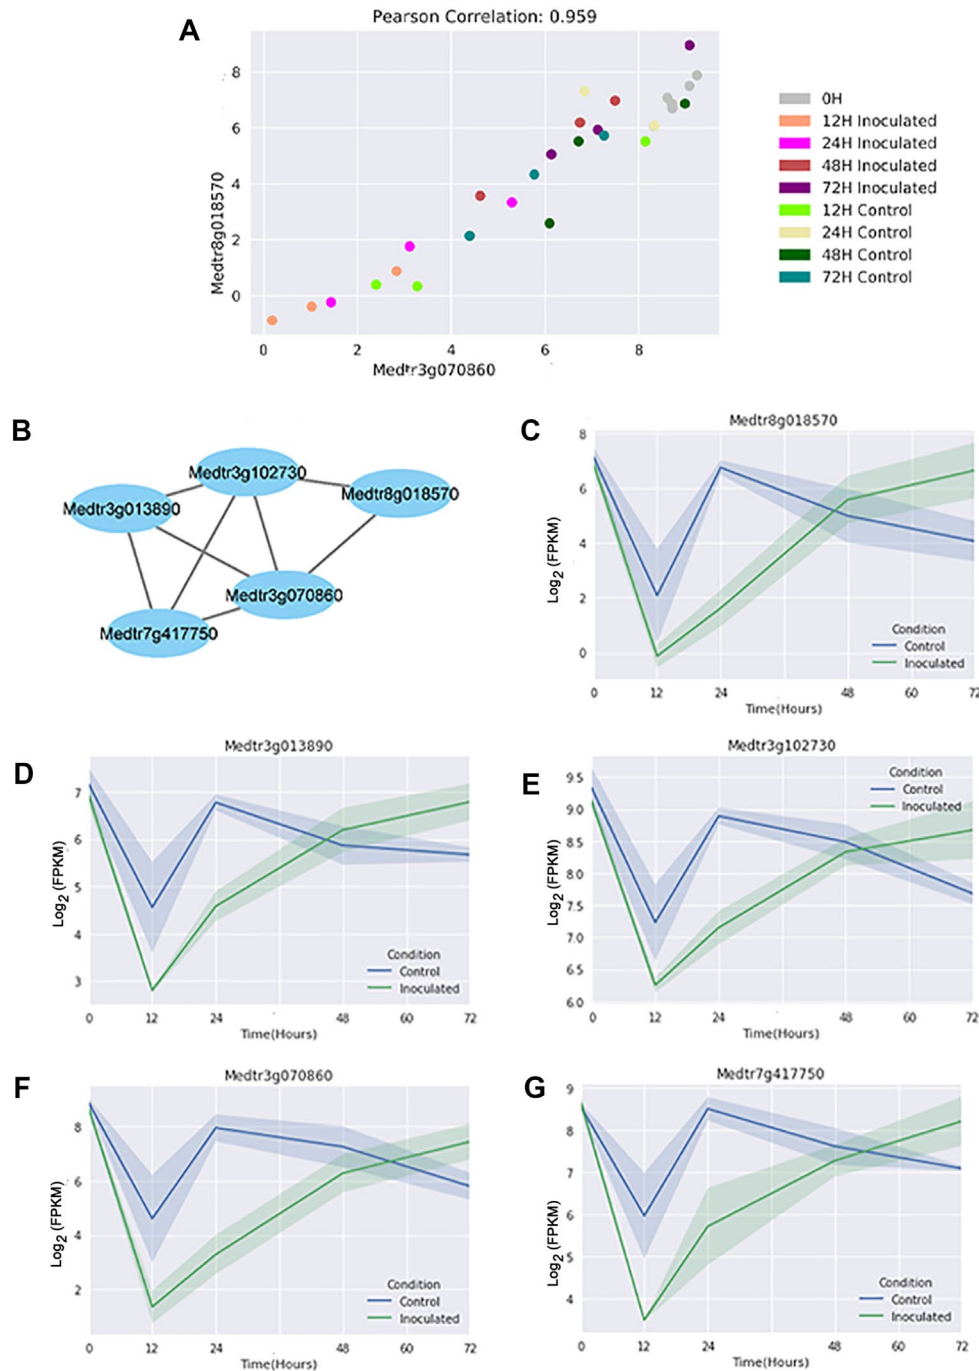 A
Pearson Correlation: 0.959
Medtr8g018570
8
6
4
2
0
0 2 4 6 8
Medtr3g070860
0H
12H Inoculated
24H Inoculated
48H Inoculated
72H Inoculated
12H Control
24H Control
48H Control
72H Control
B
Medtr3g102730
Medtr8g018570
Medtr3g013890
Medtr3g070860
Medtr7g417750
C
Medtr8g018570
Log2 (FPKM)
8
6
4
2
0
Condition
Control
Inoculated
0 12 24 48 60 72
Time(Hours)
D
Medtr3g013890
Log2 (FPKM)
7
6
5
4
3
Condition
Control
Inoculated
0 12 24 48 60 72
Time(Hours)
E
Medtr3g102730
Log2 (FPKM)
9.5
9.0
8.5
8.0
7.5
7.0
6.5
6.0
Condition
Control
Inoculated
0 12 24 48 60 72
Time(Hours)
F
Medtr3g070860
Log2 (FPKM)
8
6
4
2
Condition
Control
Inoculated
0 12 24 48 60 72
Time(Hours)
G
Medtr7g417750
Log2 (FPKM)
9
8
7
6
5
4
Condition
Control
Inoculated
0 12 24 48 60 72
Time(Hours)